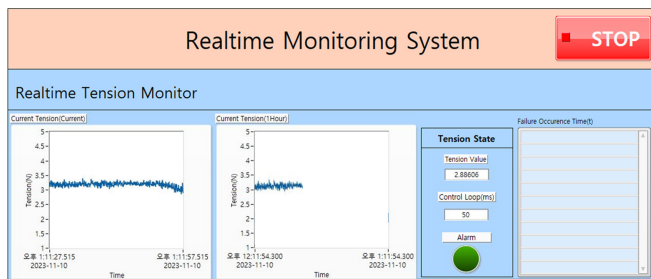 Realtime Monitoring System
STOP
Realtime Tension Monitor
Current Tension(Current)
Current Tension(1Hour)
Failure Occurence Time(t)
5
4.5
4
3.5
3
2.5
2
1.5
1
Tension(N)
오후 1:11:27.515
2023-11-10
오후 1:11:57.515
2023-11-10
Time
5
4.5
4
3.5
3
2.5
2
1.5
1
Tension(N)
오후 12:11:54.300
2023-11-10
오후 1:11:54.300
2023-11-10
Time
Tension State
Tension Value
2.88606
Control Loop(ms)
50
Alarm